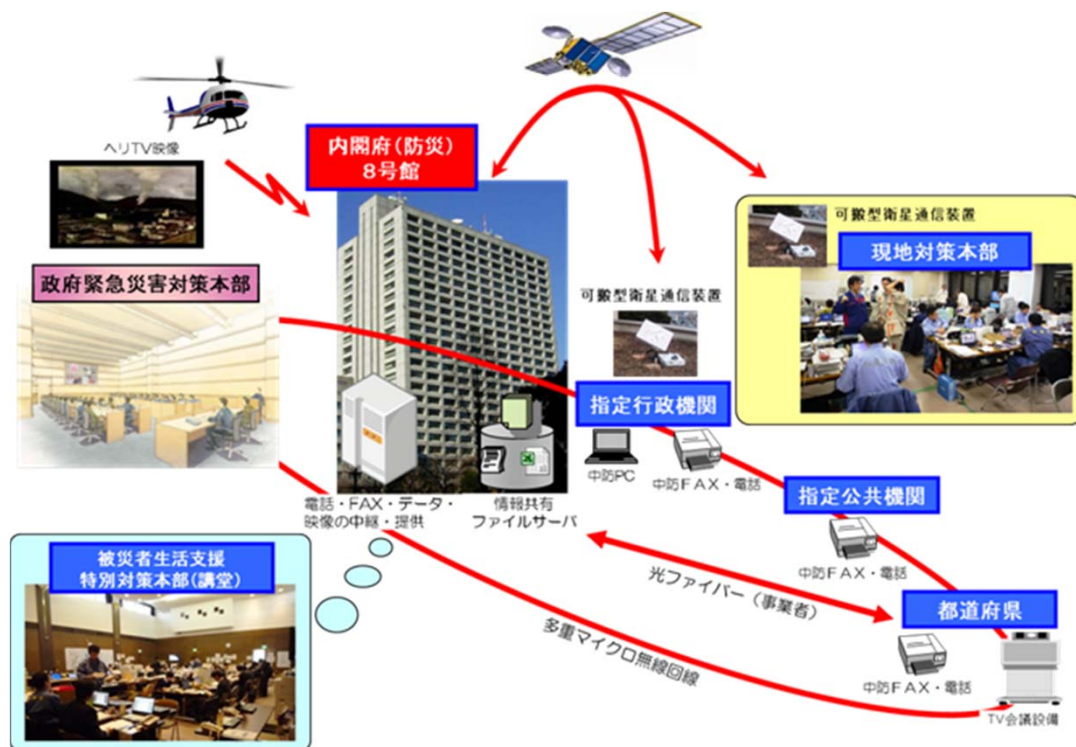 ヘリTV映像
内閣府（防災）
8号館
可搬型衛星通信装置
現地対策本部
政府緊急災害対策本部
可搬型衛星通信装置
指定行政機関
中防PC
中防FAX・電話
指定公共機関
中防FAX・電話
電話・FAX・データ・
映像の中継・提供
情報共有
ファイルサーバ
被災者生活支援
特別対策本部（講堂）
光ファイバー（事業者）
多重マイクロ無線回線
都道府県
中防FAX・電話
TV会議設備